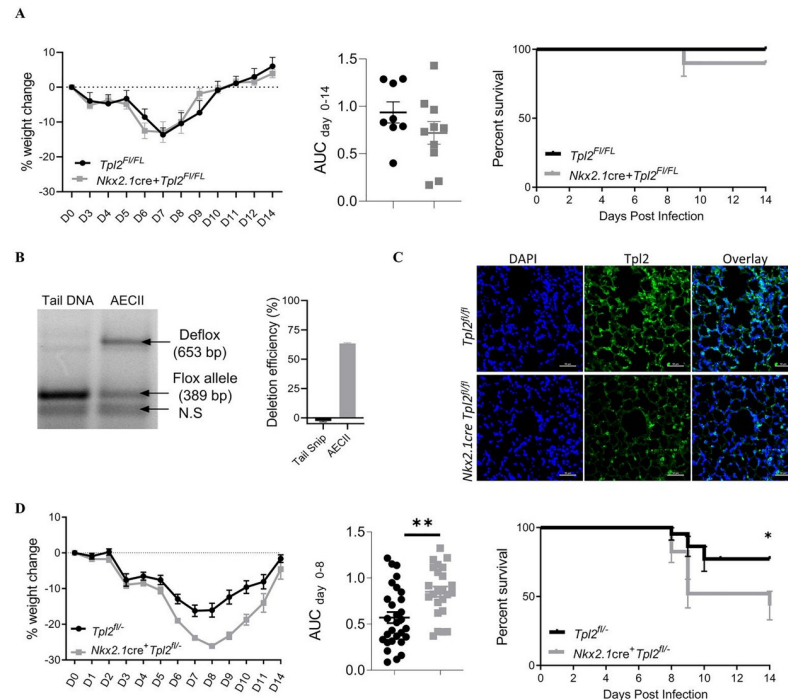 A
% weight change
10
0
-10
-20
-30
Tpl2Fl/FL
Nkx2.1cre+Tpl2Fl/FL
D0 D3 D4 D5 D6 D7 D8 D9 D10 D11 D12 D14
AUC day 0-14
1.5
1.0
0.5
0.0
Percent survival
100
50
0
Tpl2Fl/FL
Nkx2.1cre+Tpl2Fl/FL
0 2 4 6 8 10 12 14
Days Post Infection
B
Tail DNA AECII
Deflox
(653 bp)
Flox allele
(389 bp)
N.S
Deletion efficiency (%)
100
75
50
25
0
Tail Snip
AECII
C
DAPI Tpl2 Overlay
Tpl2fl/fl
Nkx2.1cre Tpl2fl/fl
D
% weight change
10
0
-10
-20
-30
Tpl2fl/-
Nkx2.1cre+Tpl2fl/-
D0 D1 D2 D3 D4 D5 D6 D7 D8 D9 D10 D11 D14
AUC day 0-8
**
1.5
1.0
0.5
0.0
Percent survival
100
50
0
*
Tpl2fl/-
Nkx2.1cre+Tpl2fl/-
0 2 4 6 8 10 12 14
Days Post Infection